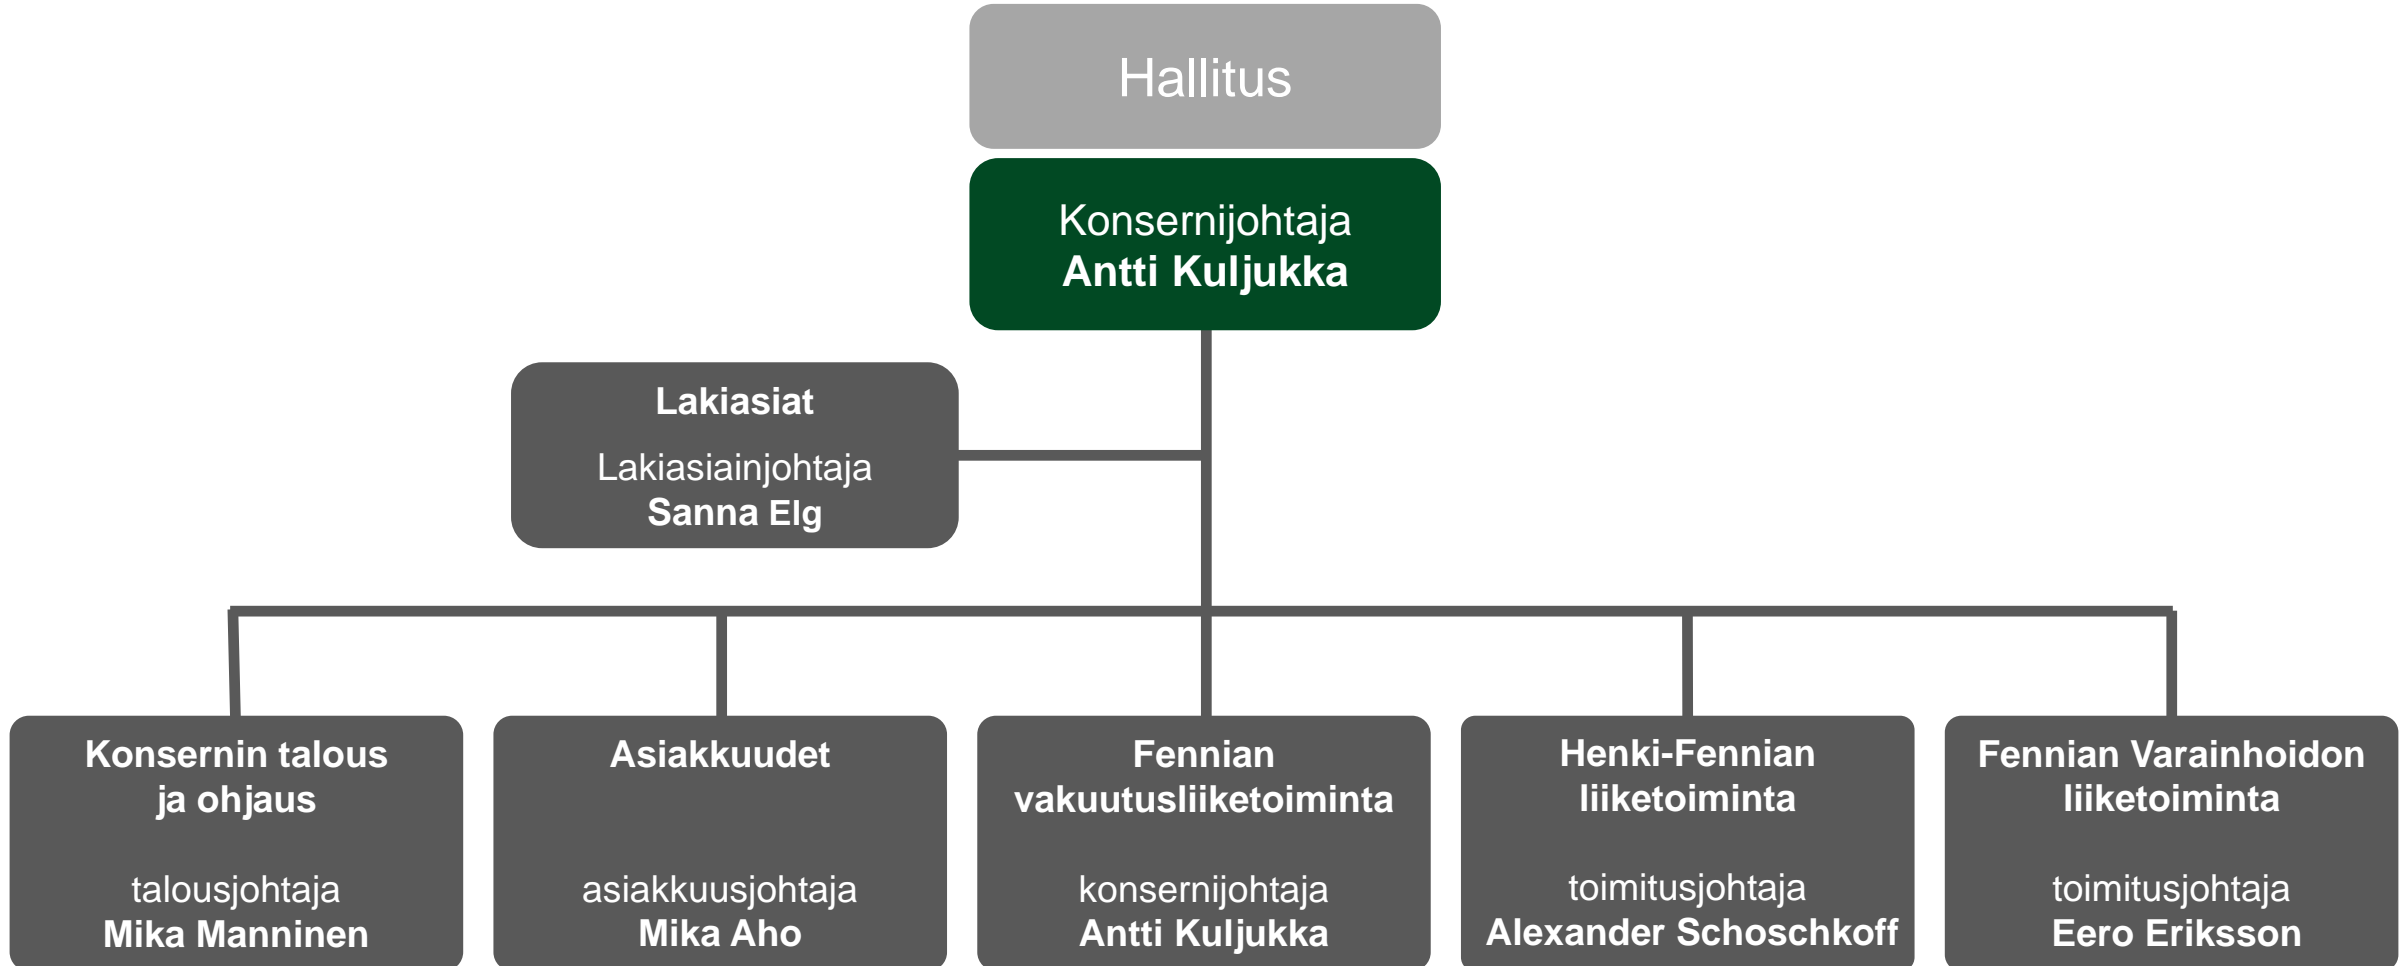 Hallitus
Konsernijohtaja
Antti Kuljukka
Lakiasiat
Lakiasiainjohtaja
Sanna Elg
Konsernin talous
ja ohjaus
talousjohtaja
Mika Manninen
Asiakkuudet
asiakkuusjohtaja
Mika Aho
Fennian
vakuutusliiketoiminta
konsernijohtaja
Antti Kuljukka
Henki-Fennian
liiketoiminta
toimitusjohtaja
Alexander Schoschkoff
Fennian Varainhoidon
liiketoiminta
toimitusjohtaja
Eero Eriksson